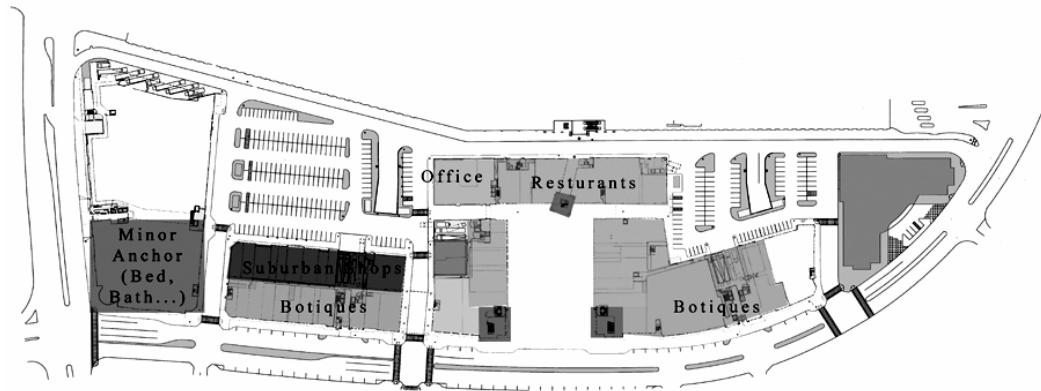 Office
Resturants
Minor
Anchor
(Bed,
Bath...)
Suburban Shops
Botiques
Botiques